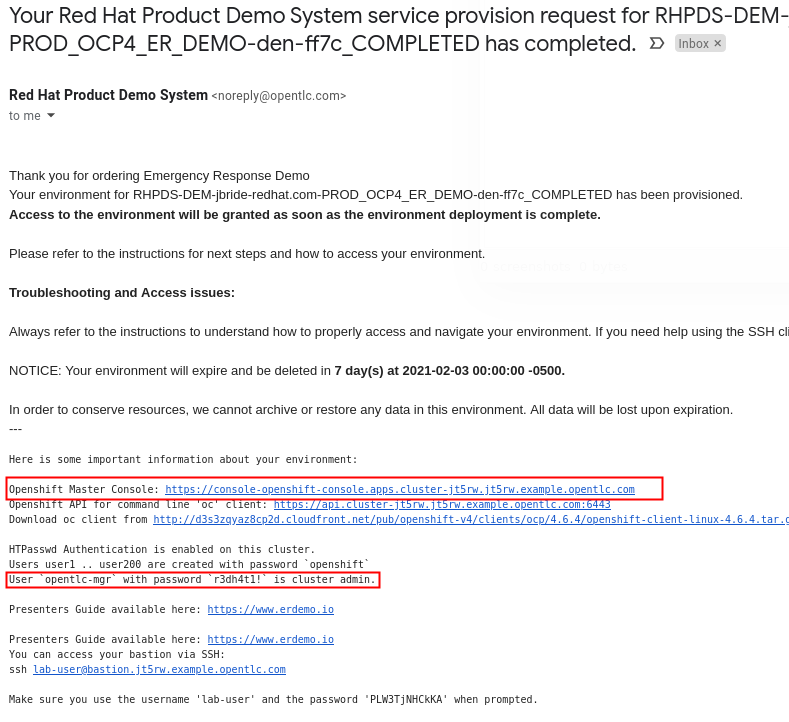 Your Red Hat Product Demo System service provision request for RHPDS-DEM-
PROD_OCP4_ER_DEMO-den-ff7c_COMPLETED has completed. Inbox ×
Red Hat Product Demo System <noreply@opentlc.com>
to me
Thank you for ordering Emergency Response Demo
Your environment for RHPDS-DEM-jbride-redhat.com-PROD_OCP4_ER_DEMO-den-ff7c_COMPLETED has been provisioned.
Access to the environment will be granted as soon as the environment deployment is complete.
Please refer to the instructions for next steps and how to access your environment.
Troubleshooting and Access issues:
Always refer to the instructions to understand how to properly access and navigate your environment. If you need help using the SSH cli
NOTICE: Your environment will expire and be deleted in 7 day(s) at 2021-02-03 00:00:00 -0500.
In order to conserve resources, we cannot archive or restore any data in this environment. All data will be lost upon expiration.
---
Here is some important information about your environment:
Openshift Master Console: https://console-openshift-console.apps.cluster-jt5rw.jt5rw.example.opentlc.com
Openshift API for command line 'oc' client: https://api.cluster-jt5rw.jt5rw.example.opentlc.com:6443
Download oc client from http://d3s3zqyaz8cp2d.cloudfront.net/pub/openshift-v4/clients/ocp/4.6.4/openshift-client-linux-4.6.4.tar.g
HTPasswd Authentication is enabled on this cluster.
Users user1 .. user200 are created with password `openshift`
User `opentlc-mgr` with password `r3dh4t1!` is cluster admin.
Presenters Guide available here: https://www.erdemo.io
Presenters Guide available here: https://www.erdemo.io
You can access your bastion via SSH:
ssh lab-user@bastion.jt5rw.example.opentlc.com
Make sure you use the username 'lab-user' and the password 'PLW3TjNHCkKA' when prompted.